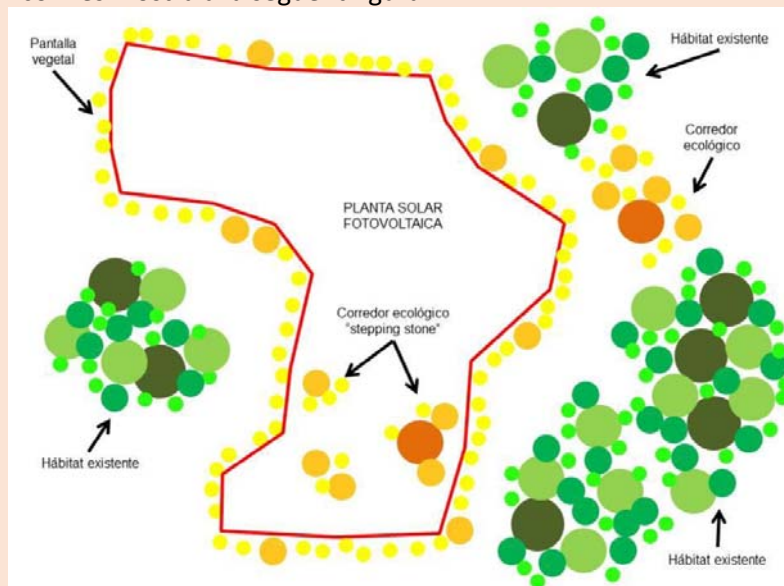 Pantalla
vegetal
Hábitat existente
Corredor
ecológico
PLANTA SOLAR
FOTOVOLTAICA
Corredor ecológico
"stepping stone"
Hábitat existente
Hábitat existente